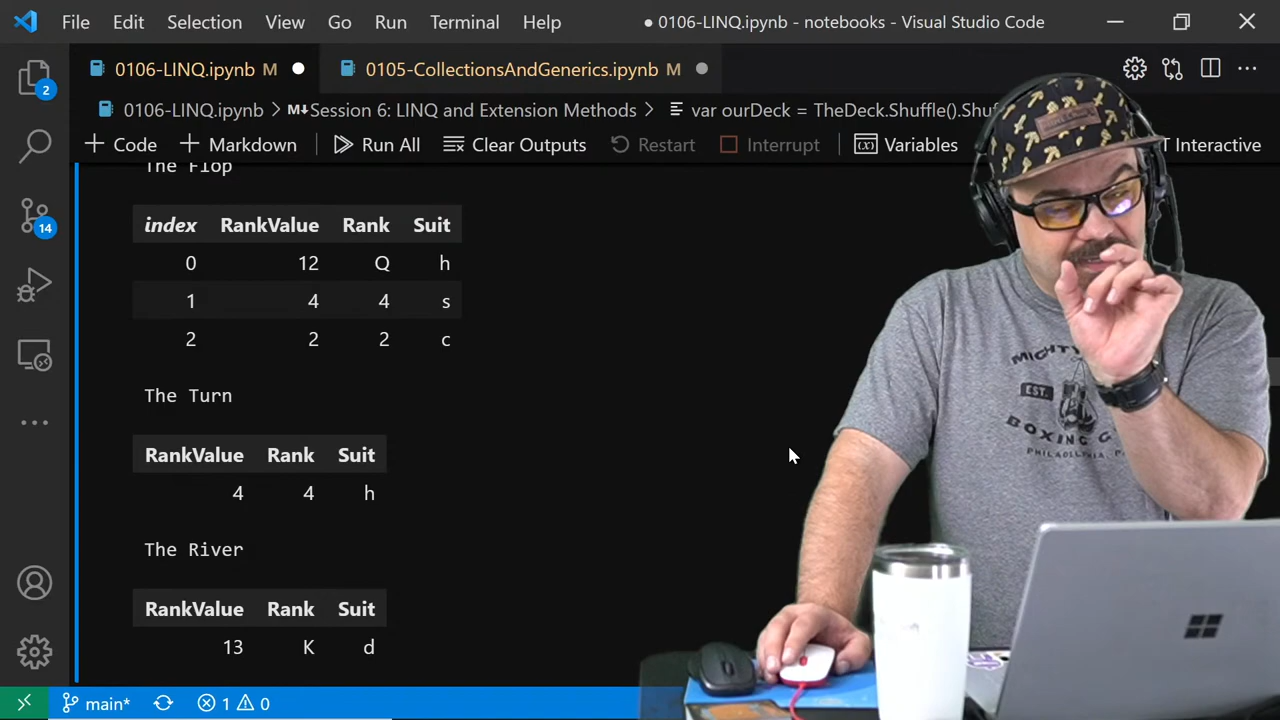 File Edit Selection View Go Run Terminal Help ● 0106-LINQ.ipynb - notebooks - Visual Studio Code
0106-LINQ.ipynb M 0105-CollectionsAndGenerics.ipynb M
0106-LINQ.ipynb > M↓Session 6: LINQ and Extension Methods > var ourDeck = TheDeck.Shuffle().Shu
+ Code + Markdown Run All Clear Outputs Restart Interrupt Variables T Interactive
2
14
The Flop
index RankValue Rank Suit
0 12 Q h
1 4 4 s
2 2 2 c
The Turn
RankValue Rank Suit
4 4 h
The River
RankValue Rank Suit
13 K d
main* 1 0
EST.
BOXING
PHILADELPHIA,